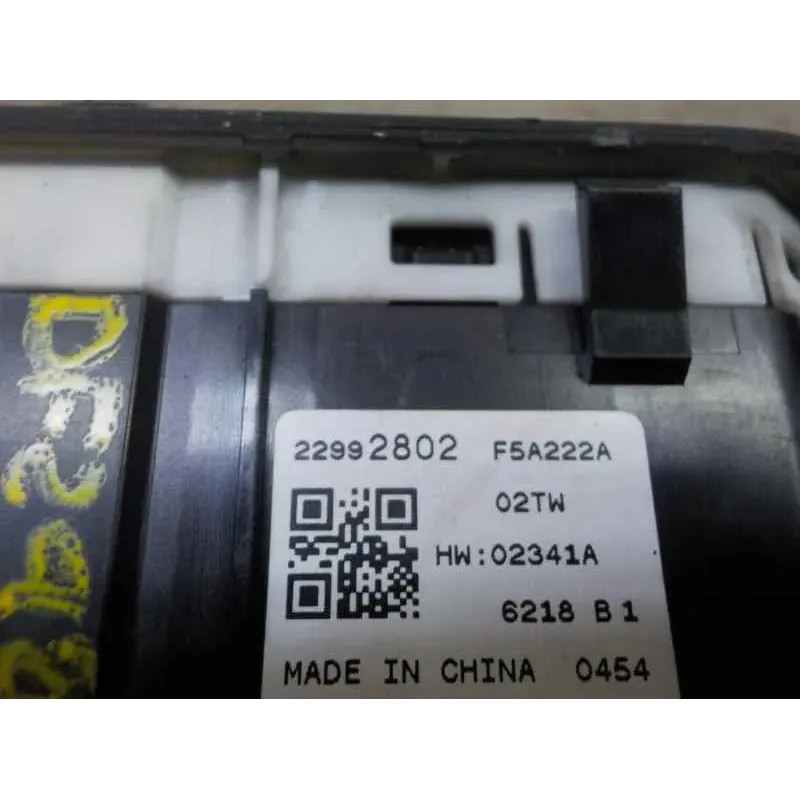 22992802 F5A222A
02TW
HW:02341A
6218 B1
MADE IN CHINA 0454